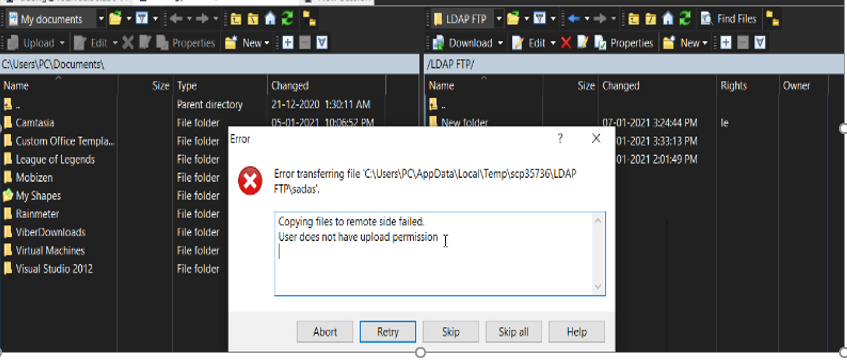 My documents
Upload Edit Properties New
C:\Users\PC\Documents\
Name Size Type Changed
.. Parent directory 21-12-2020 1:30:11 AM
Camtasia File folder 05-01-2021 10:06:52 PM
Custom Office Templa... File folder
League of Legends File folder
Mobizen File folder
My Shapes File folder
Rainmeter File folder
ViberDownloads File folder
Virtual Machines File folder
Visual Studio 2012 File folder
LDAP FTP Find Files
Download Edit Properties New
/LDAP FTP/
Name Size Changed Rights Owner
..
New folder 07-01-2021 3:24:44 PM le
-01-2021 3:33:13 PM
-01-2021 2:01:49 PM
Error ?
Error transferring file 'C:\Users\PC\AppData\Local\Temp\scp35736\LDAP
FTP\sadas'.
Copying files to remote side failed.
User does not have upload permission
Abort Retry Skip Skip all Help